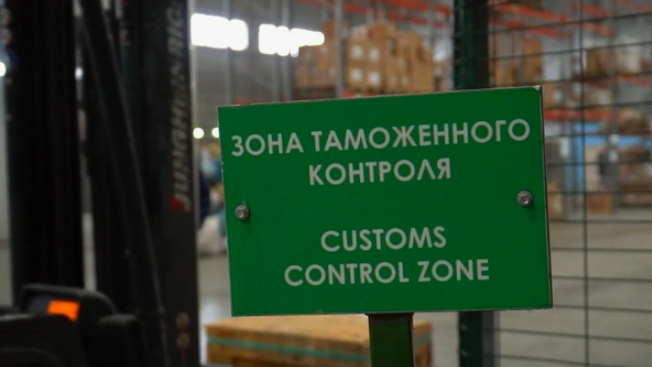 ЗОНА ТАМОЖЕННОГО
КОНТРОЛЯ
CUSTOMS
CONTROL ZONE